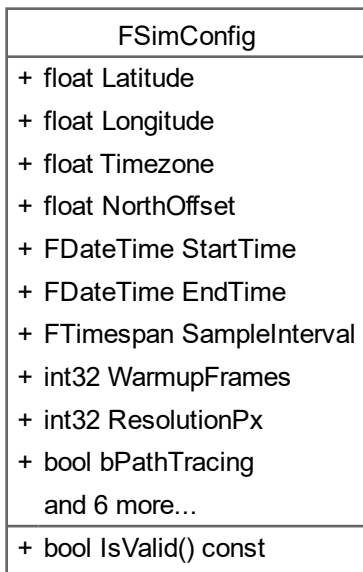 FSimConfig
+ float Latitude
+ float Longitude
+ float Timezone
+ float NorthOffset
+ FDateTime StartTime
+ FDateTime EndTime
+ FTimespan SampleInterval
+ int32 WarmupFrames
+ int32 ResolutionPx
+ bool bPathTracing
and 6 more...
+ bool IsValid() const